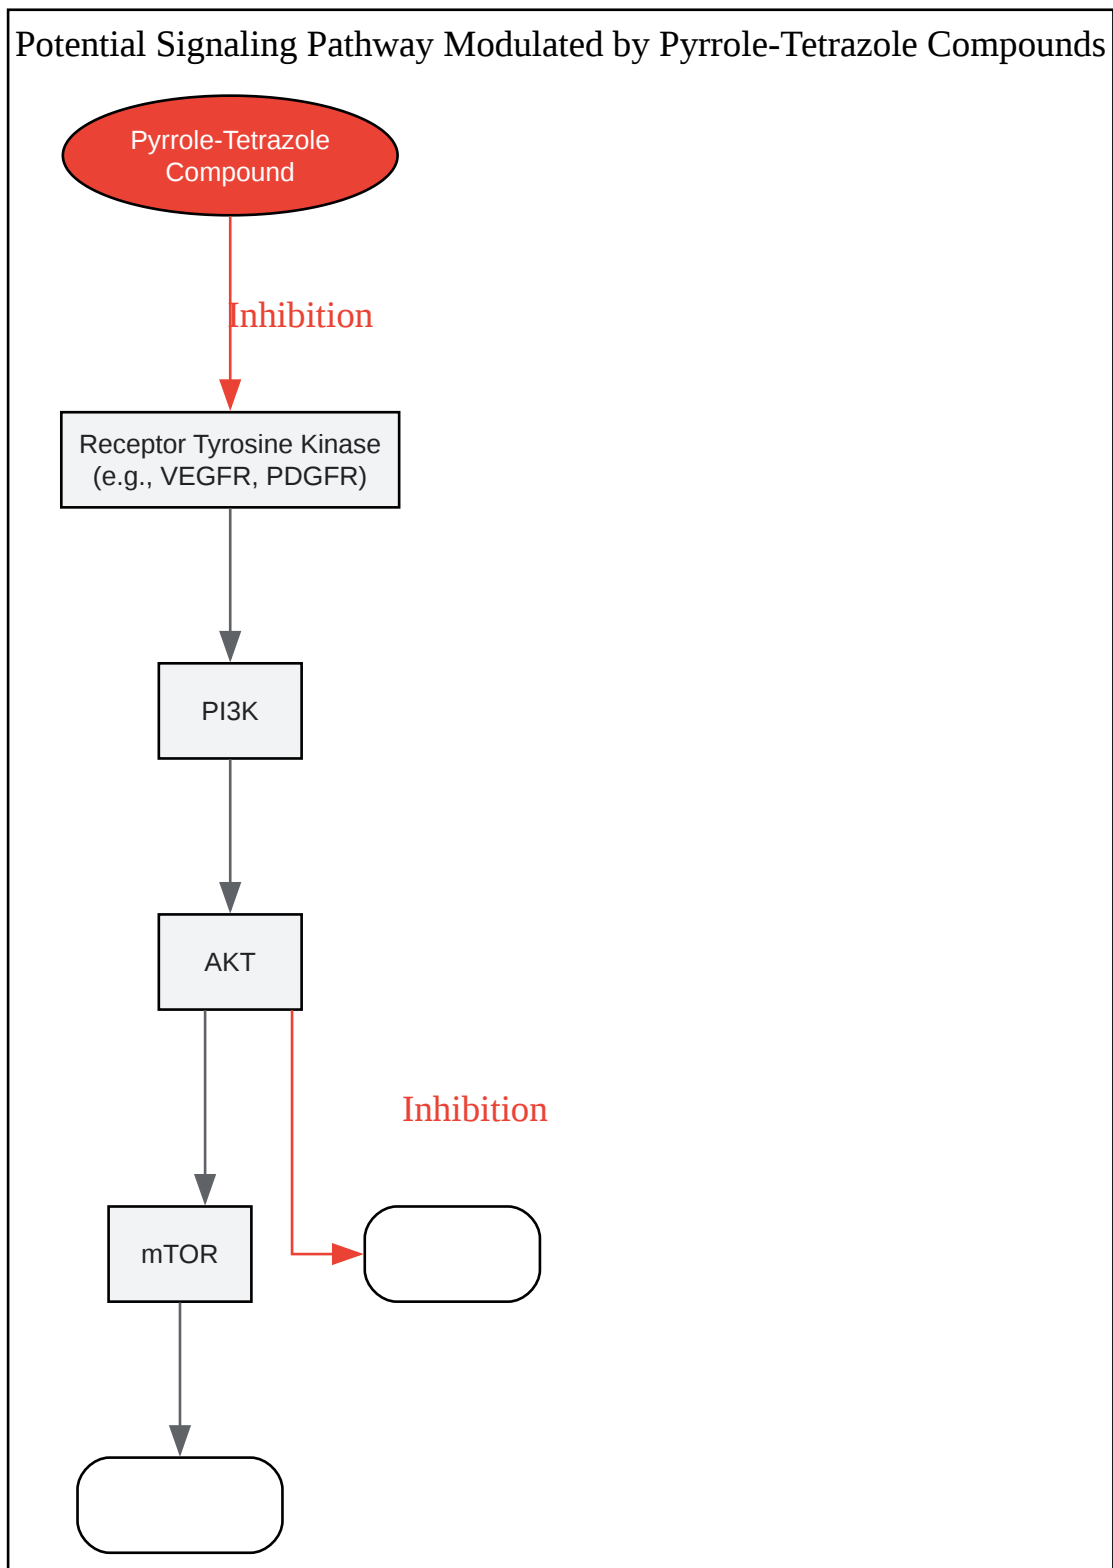 Potential Signaling Pathway Modulated by Pyrrole-Tetrazole Compounds
Pyrrole-Tetrazole
Compound
Inhibition
Receptor Tyrosine Kinase
(e.g., VEGFR, PDGFR)
PI3K
AKT
Inhibition
mTOR